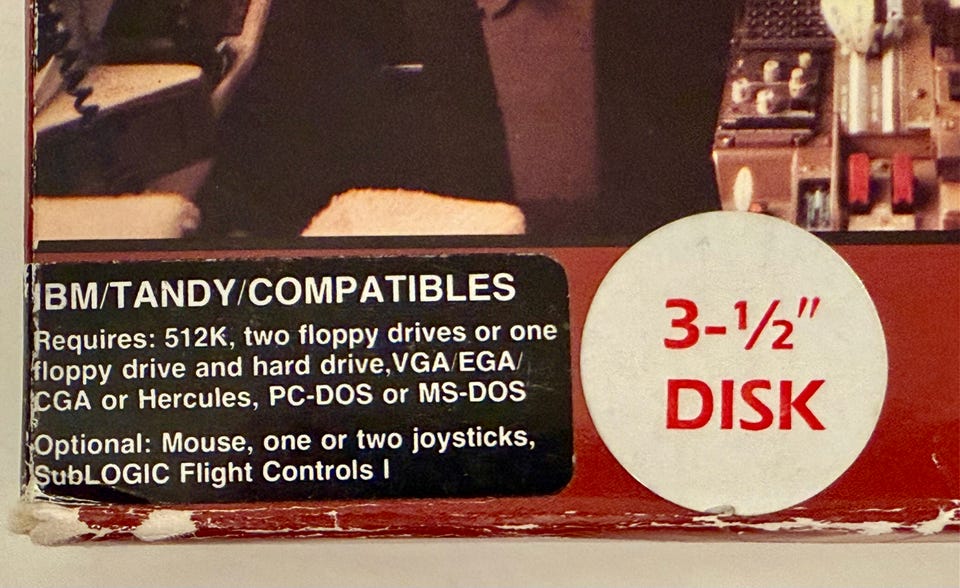 IBM/TANDY/COMPATIBLES
Requires: 512K, two floppy drives or one
floppy drive and hard drive,VGA/EGA/
CGA or Hercules, PC-DOS or MS-DOS
Optional: Mouse, one or two joysticks,
SubLOGIC Flight Controls I
3-½"
DISK